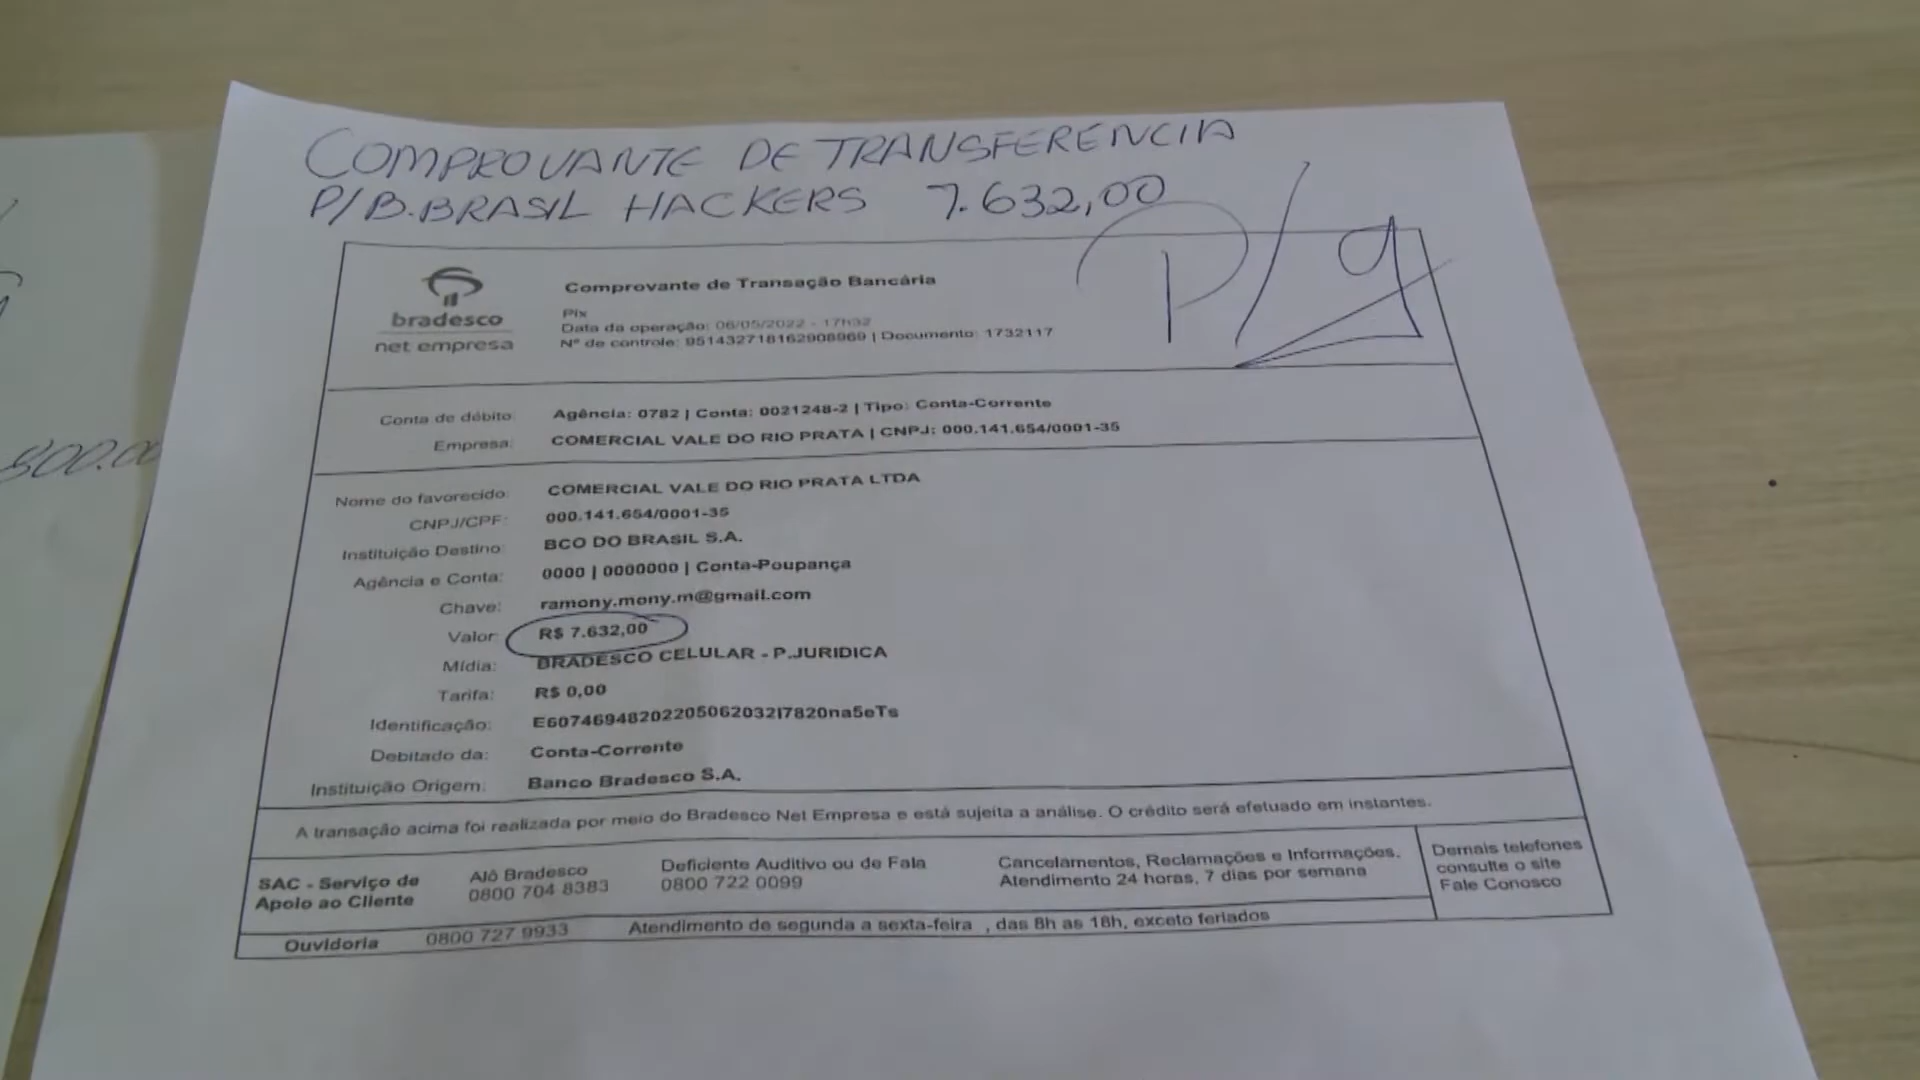 COMPROVANTE DE TRANSFERENCIA
P/B.BRASIL HACKERS 7.632,00
P/g
800.00
bradesco
net empresa
Comprovante de Transação Bancária
Pix
Data da operação: 06/05/2022 - 17h32
Nº de controle: 951432718162908969 | Documento: 1732117
Conta de débito: Agência: 0782 | Conta: 0021248-2 | Tipo: Conta-Corrente
Empresa: COMERCIAL VALE DO RIO PRATA | CNPJ: 000.141.654/0001-35
Nome do favorecido: COMERCIAL VALE DO RIO PRATA LTDA
CNPJ/CPF: 000.141.654/0001-35
Instituição Destino: BCO DO BRASIL S.A.
Agência e Conta: 0000 | 0000000 | Conta-Poupança
Chave: ramony.mony.m@gmail.com
Valor: R$ 7.632,00
Mídia: BRADESCO CELULAR - P.JURIDICA
Tarifa: R$ 0,00
Identificação: E60746948202205062032I7820na5eTs
Debitado da: Conta-Corrente
Instituição Origem: Banco Bradesco S.A.
A transação acima foi realizada por meio do Bradesco Net Empresa e está sujeita a análise. O crédito será efetuado em instantes.
SAC - Serviço de
Apoio ao Cliente
Alô Bradesco
0800 704 8383
Deficiente Auditivo ou de Fala
0800 722 0099
Cancelamentos, Reclamações e Informações.
Atendimento 24 horas, 7 dias por semana
Demais telefones
consulte o site
Fale Conosco
Ouvidoria 0800 727 9933 Atendimento de segunda a sexta-feira , das 8h as 18h, exceto feriados